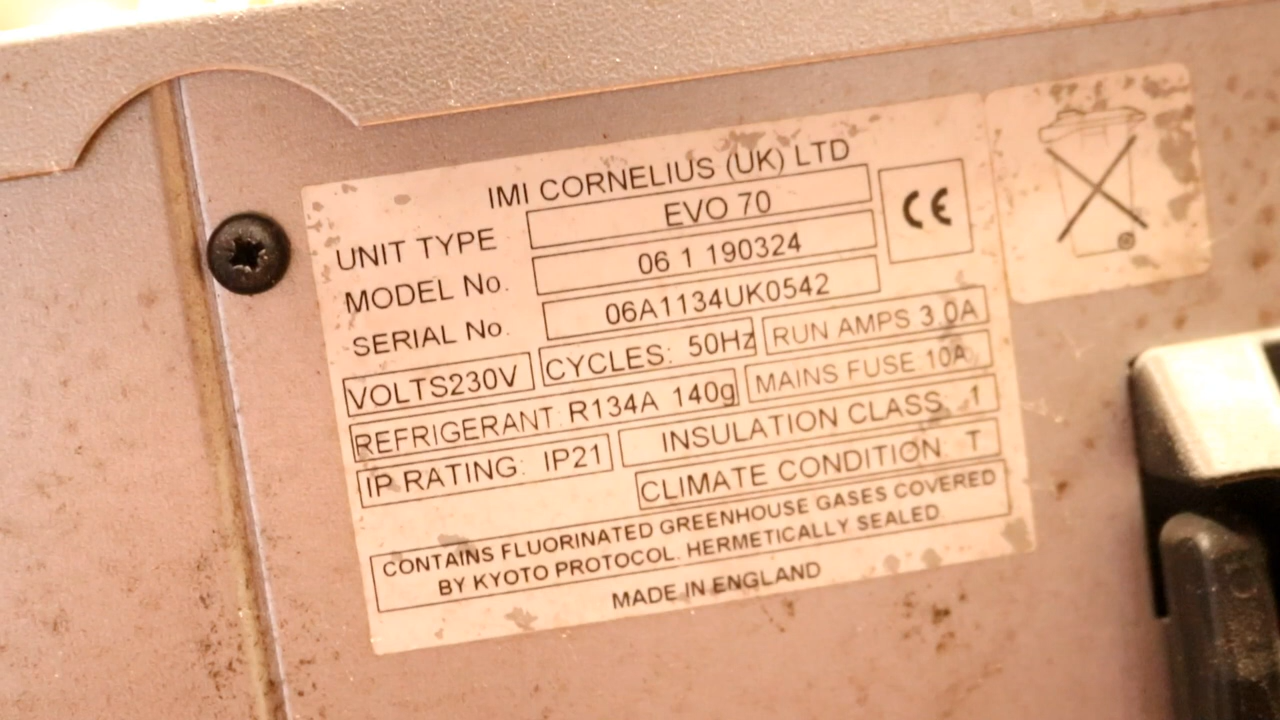 IMI CORNELIUS (UK) LTD
UNIT TYPE EVO 70
MODEL No. 06 1 190324
SERIAL No. 06A1134UK0542
CE
VOLTS230V CYCLES: 50Hz RUN AMPS 3.0A
REFRIGERANT: R134A 140g MAINS FUSE 10A
IP RATING: IP21 INSULATION CLASS: 1
CLIMATE CONDITION: T
CONTAINS FLUORINATED GREENHOUSE GASES COVERED
BY KYOTO PROTOCOL. HERMETICALLY SEALED
MADE IN ENGLAND